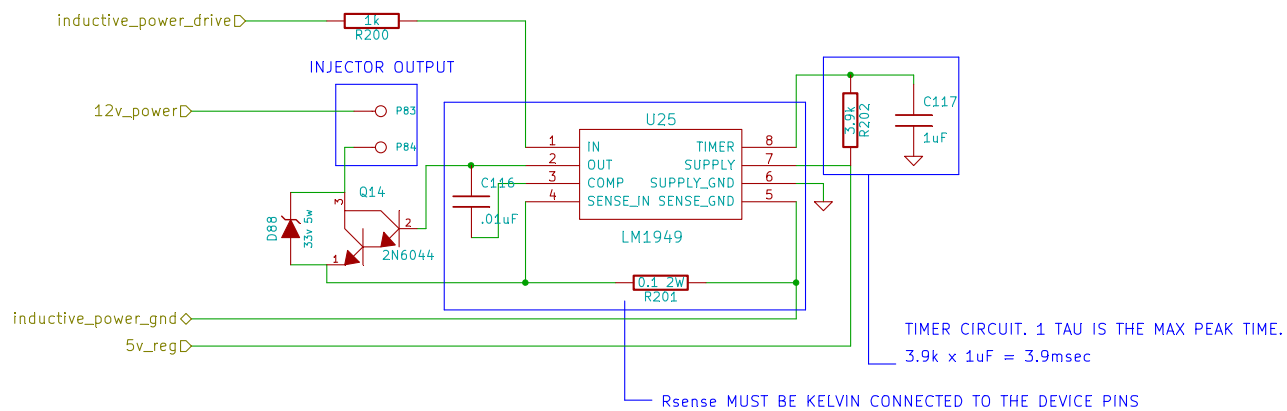 inductive_power_drive
1k
R200
INJECTOR OUTPUT
12v_power
P83
P84
U25
1 IN TIMER 8
2 OUT SUPPLY 7
3 COMP SUPPLY_GND 6
4 SENSE_IN SENSE_GND 5
LM1949
3.9k
R202
C117
1uF
C116
.01uF
Q14
3
2
1
2N6044
D88
33v 5w
0.1 2W
R201
inductive_power_gnd
5v_reg
TIMER CIRCUIT. 1 TAU IS THE MAX PEAK TIME.
3.9k x 1uF = 3.9msec
Rsense MUST BE KELVIN CONNECTED TO THE DEVICE PINS